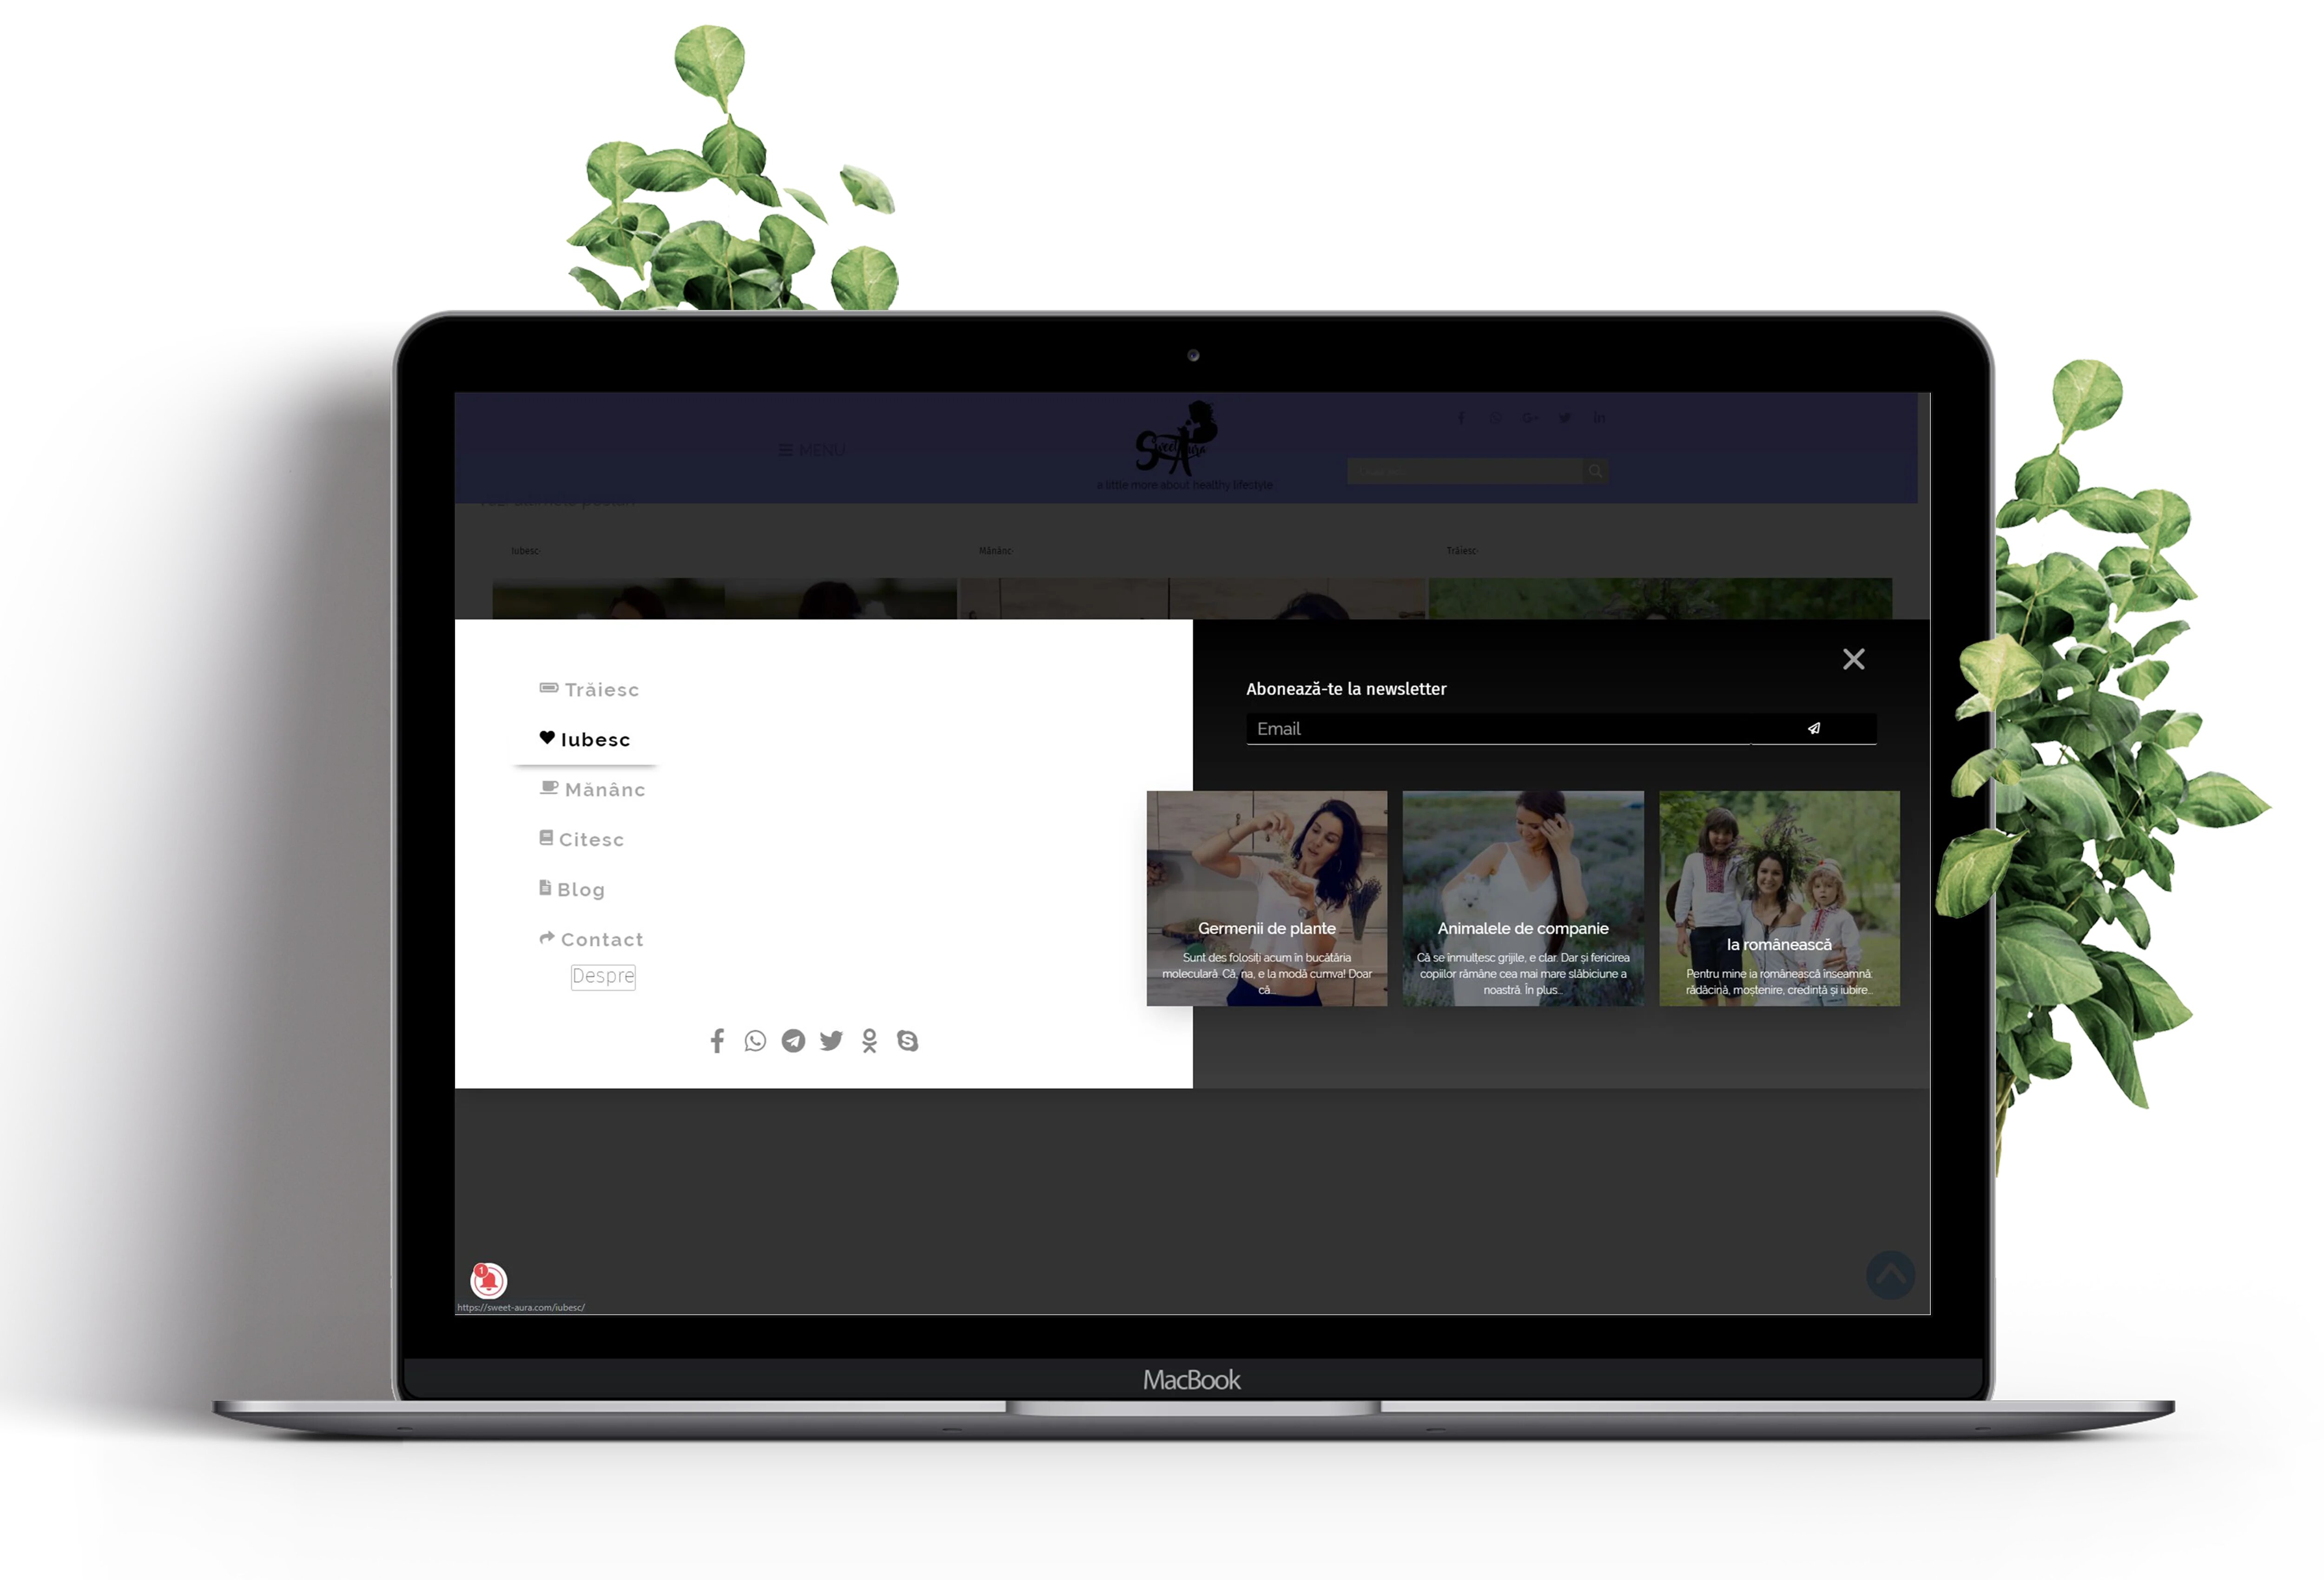 MENU
Sweet Aura
a little more about healthy lifestyle
Iubesc
Mănânc
Trăiesc
Trăiesc
Iubesc
Mănânc
Citesc
Blog
Contact
Despre
Abonează-te la newsletter
Email
Germenii de plante
Sunt des folosiți acum în bucătăria
moleculară. Că, na, e la modă cumva! Doar
că...
Animalele de companie
Că se înmulțesc grijile, e clar. Dar și fericirea
copiilor rămâne cea mai mare slăbiciune a
noastră. În plus...
Ia românească
Pentru mine ia românească înseamnă:
rădăcină, moștenire, credință și iubire...
1
https://sweet-aura.com/iubesc/
MacBook